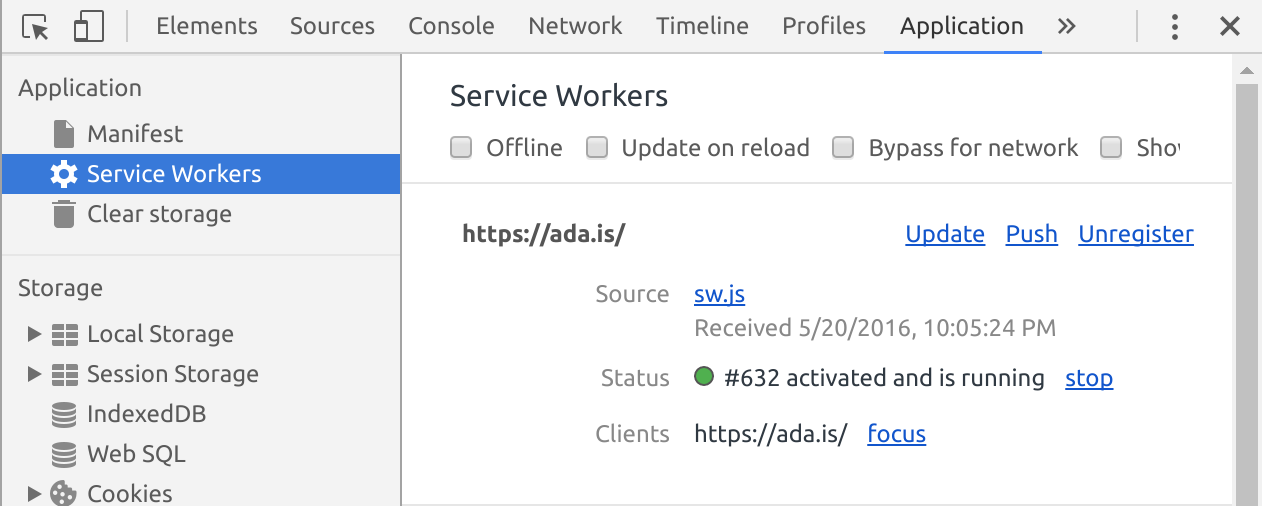 Elements Sources Console Network Timeline Profiles Application
Application
Manifest
Service Workers
Clear storage
Storage
Local Storage
Session Storage
IndexedDB
Web SQL
Cookies
Service Workers
Offline Update on reload Bypass for network
https://ada.is/ Update Push Unregister
Source sw.js
Received 5/20/2016, 10:05:24 PM
Status #632 activated and is running stop
Clients https://ada.is/ focus